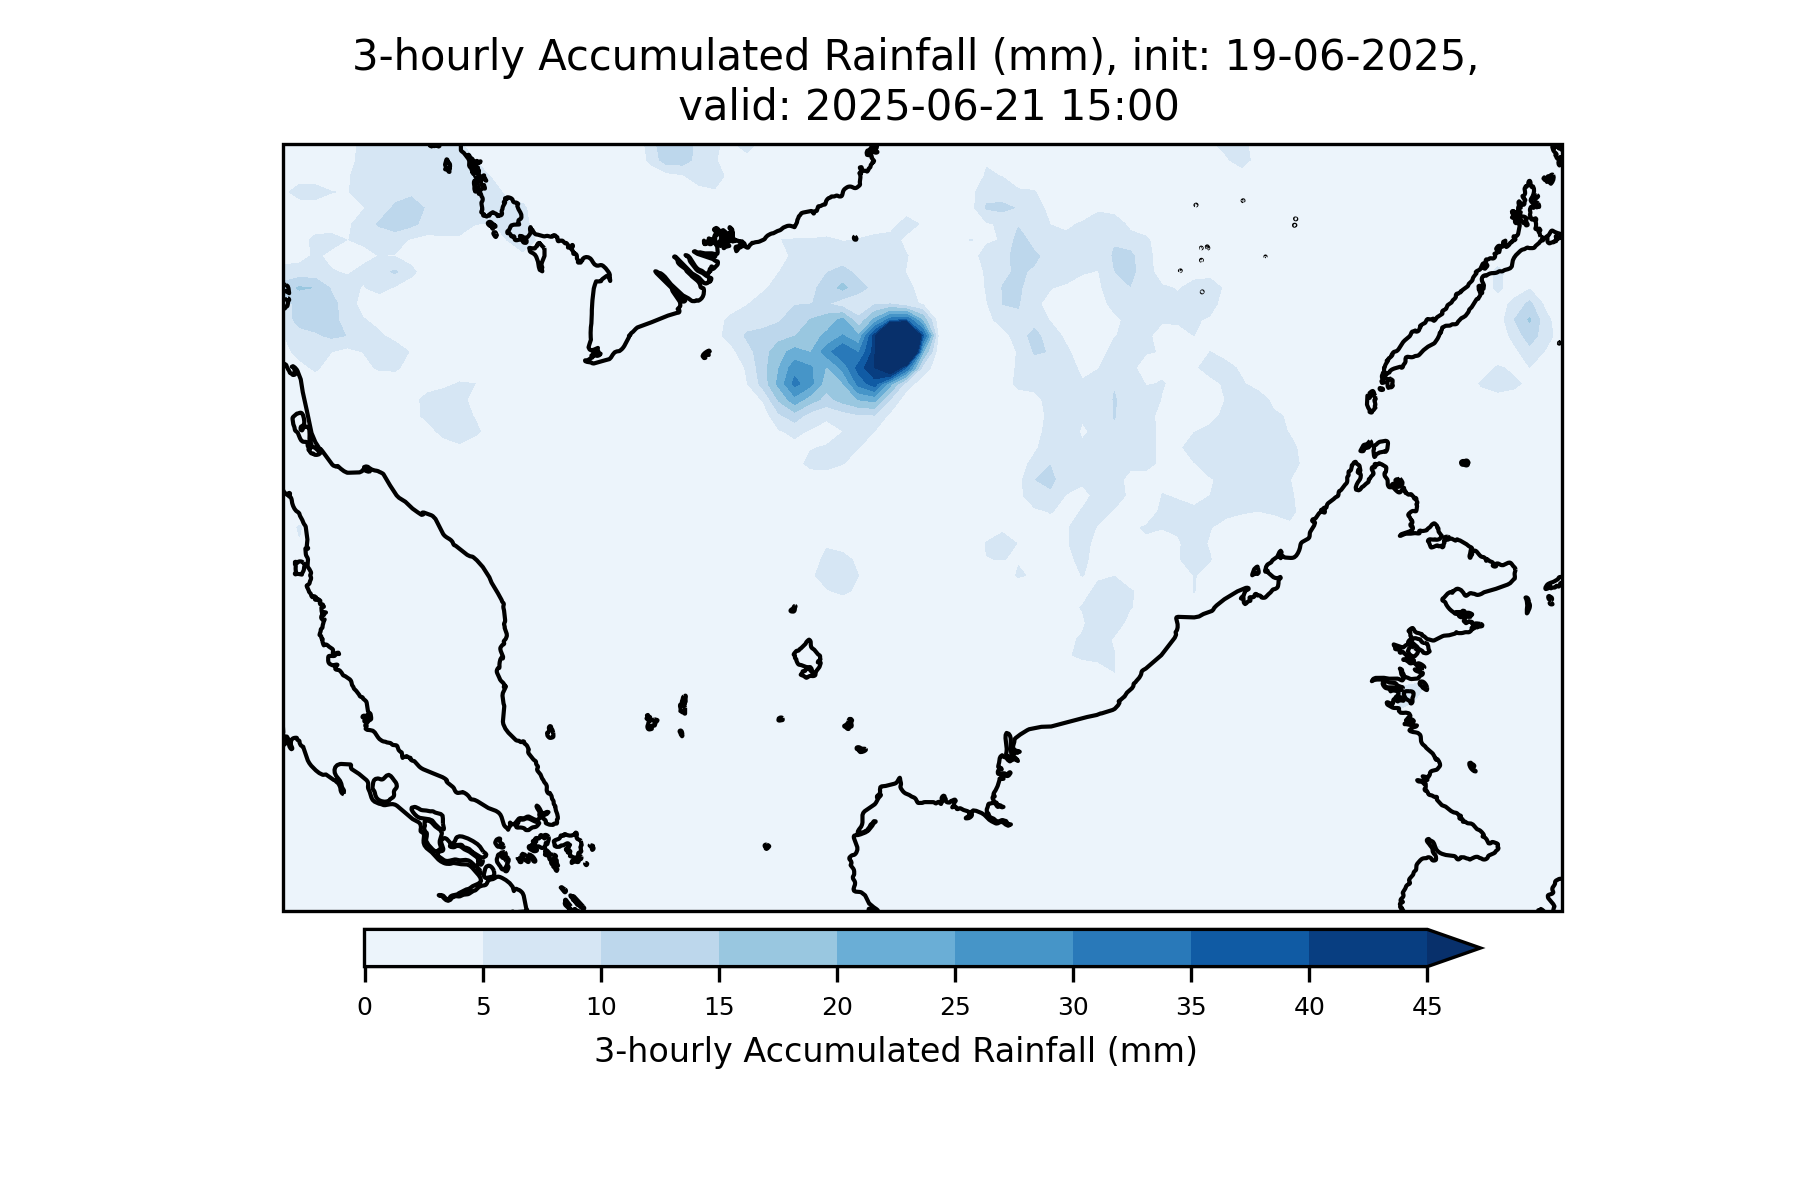 3-hourly Accumulated Rainfall (mm), init: 19-06-2025,
valid: 2025-06-21 15:00
0 5 10 15 20 25 30 35 40 45
3-hourly Accumulated Rainfall (mm)